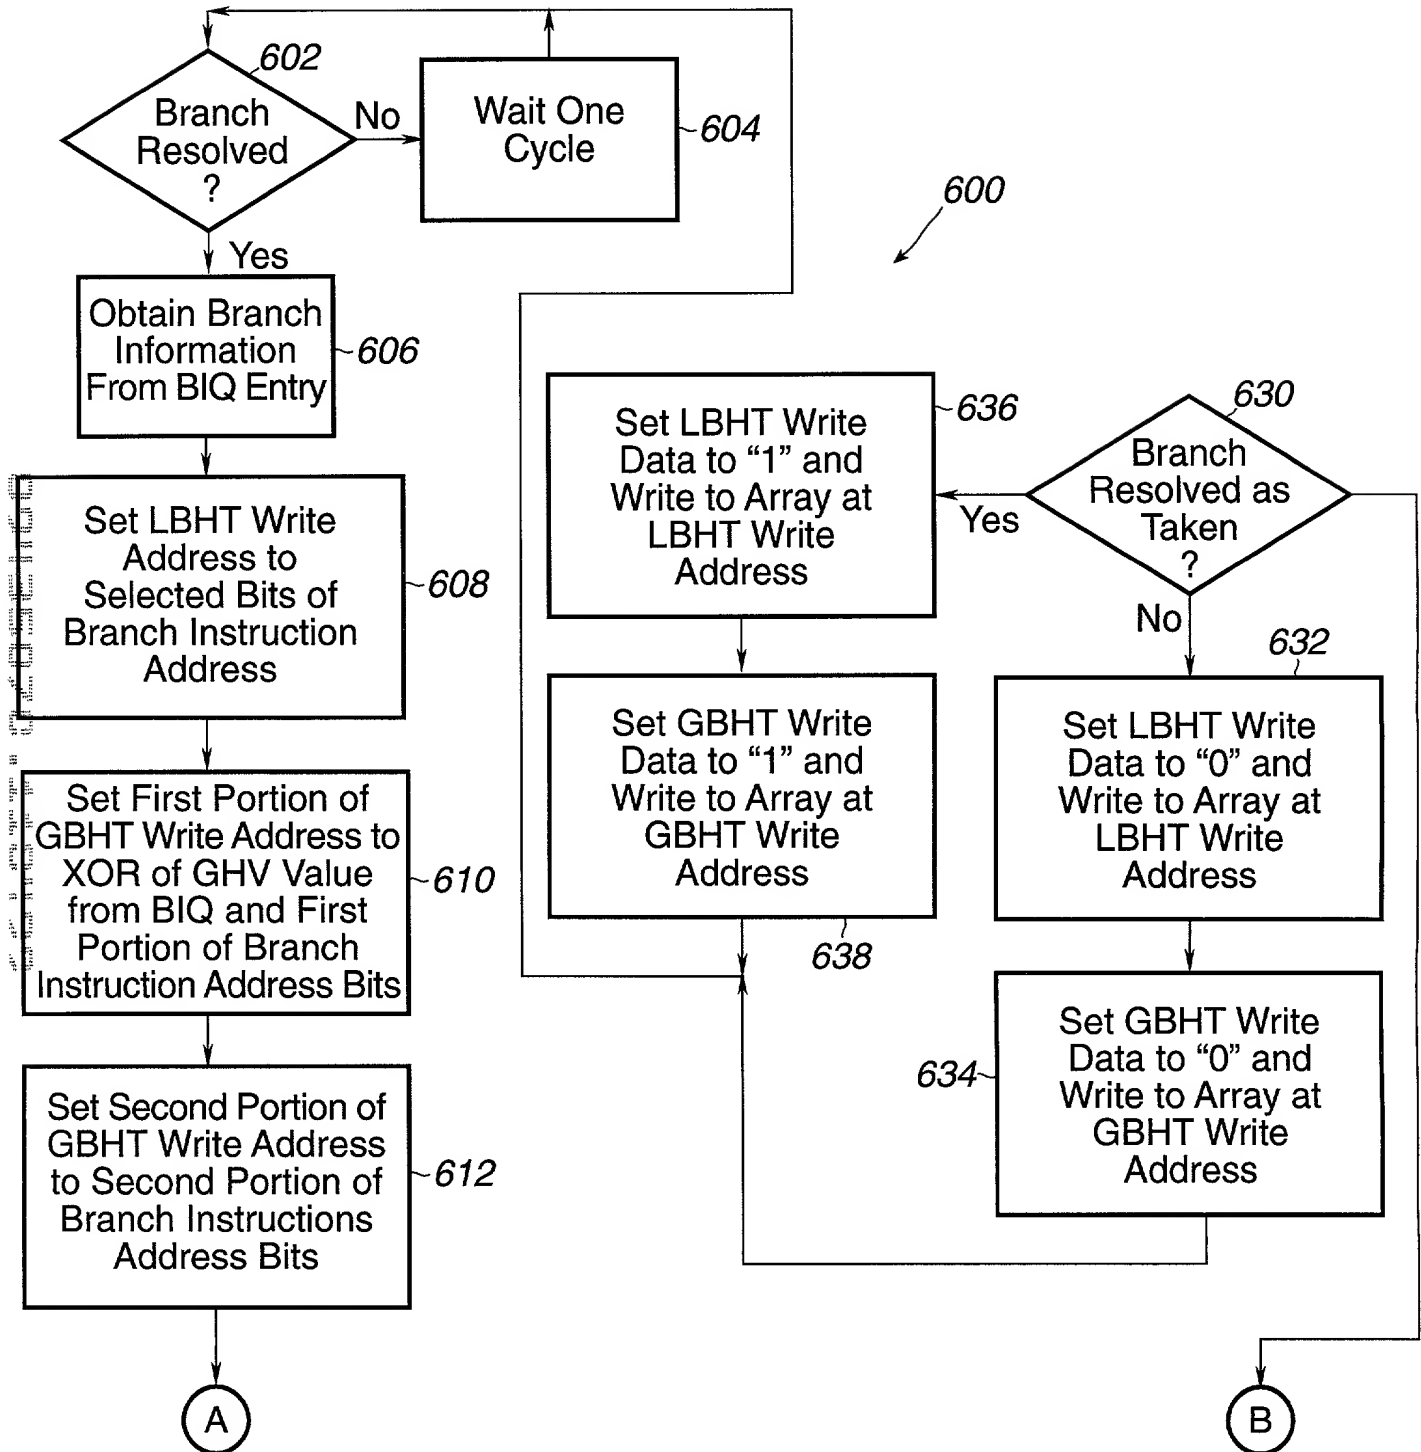 602
Branch
Resolved
?
No
Yes
Wait One
Cycle
604
600
Obtain Branch
Information
From BIQ Entry
606
Set LBHT Write
Address to
Selected Bits of
Branch Instruction
Address
608
Set First Portion of
GBHT Write Address to
XOR of GHV Value
from BIQ and First
Portion of Branch
Instruction Address Bits
610
Set Second Portion of
GBHT Write Address
to Second Portion of
Branch Instructions
Address Bits
612
A
Set LBHT Write
Data to “1” and
Write to Array at
LBHT Write
Address
636
Set GBHT Write
Data to “1” and
Write to Array at
GBHT Write
Address
638
630
Branch
Resolved as
Taken
?
Yes
No
632
Set LBHT Write
Data to “0” and
Write to Array at
LBHT Write
Address
Set GBHT Write
Data to “0” and
Write to Array at
GBHT Write
Address
634
B